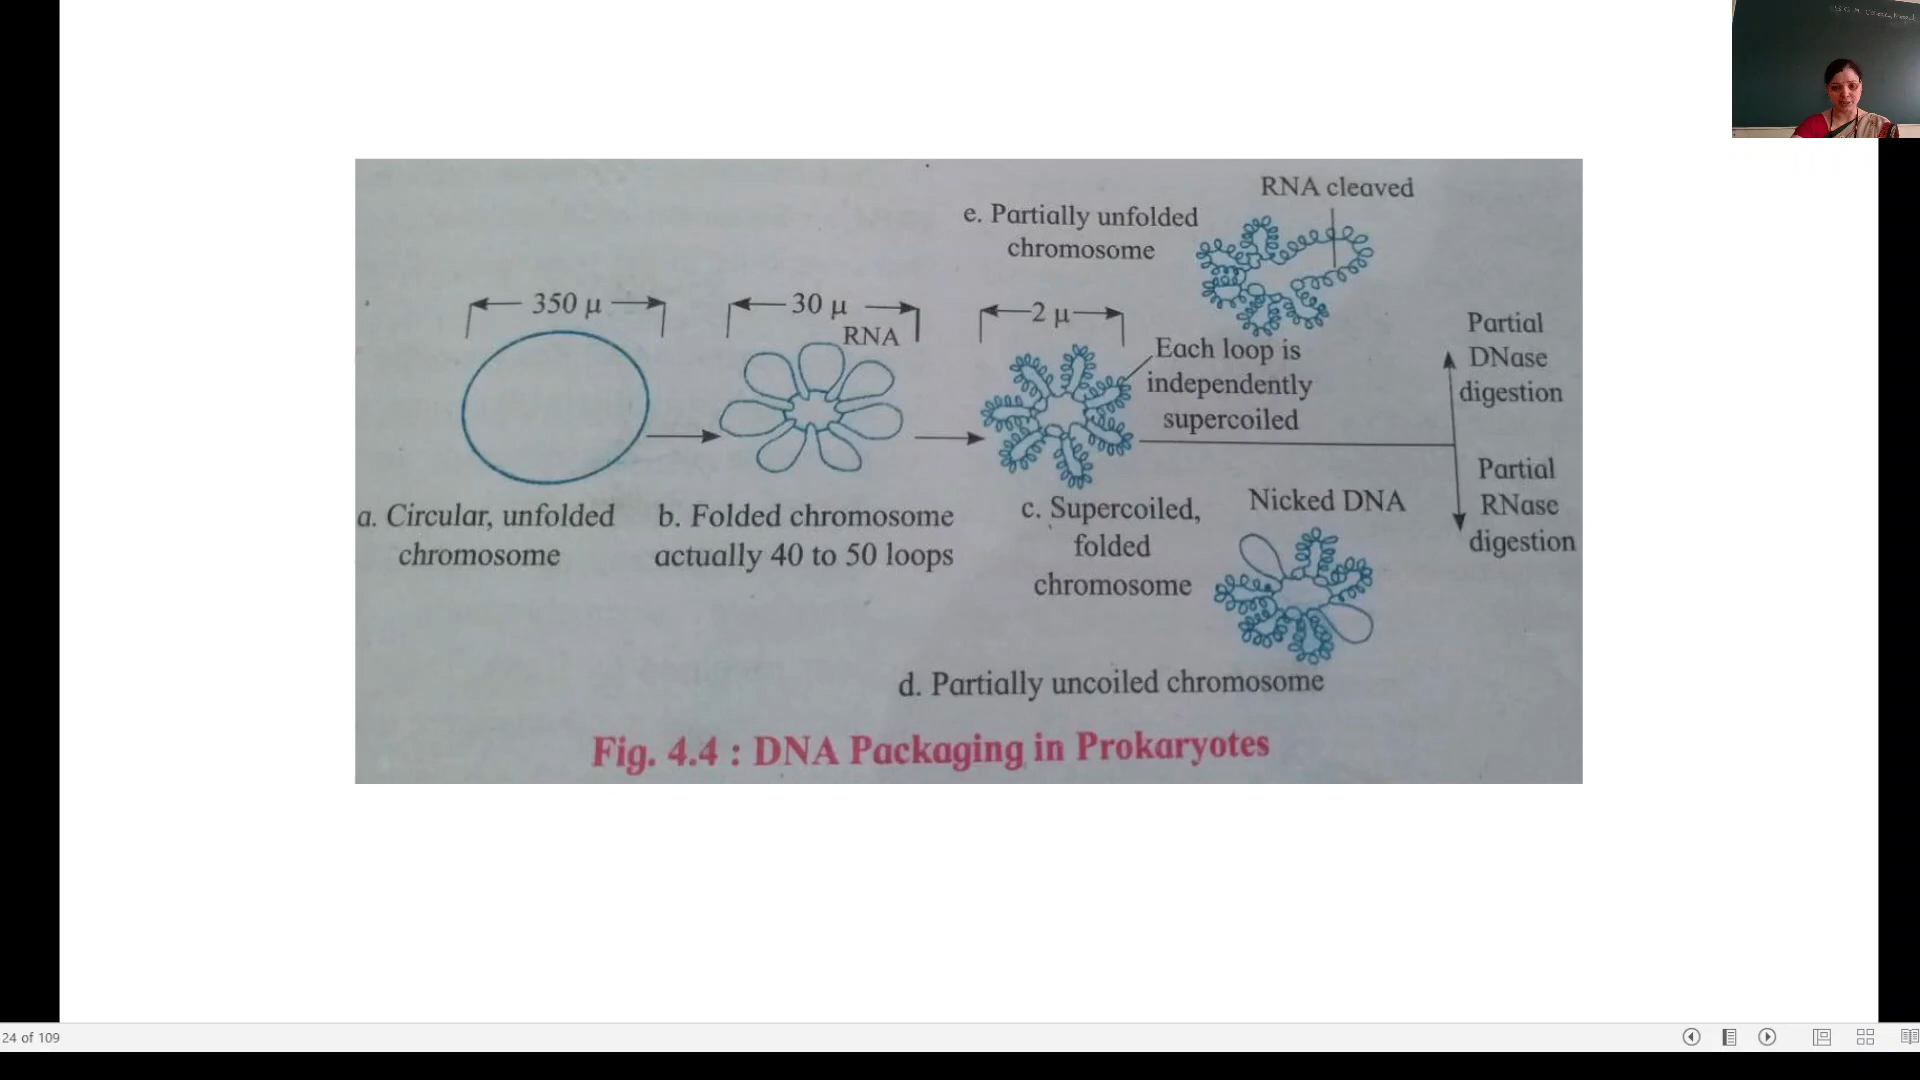 RNA cleaved
e. Partially unfolded
chromosome
350 µ
30 µ
RNA
2 µ
Each loop is
independently
supercoiled
Partial
DNase
digestion
Partial
RNase
digestion
a. Circular, unfolded
chromosome
b. Folded chromosome
actually 40 to 50 loops
c. Supercoiled,
folded
chromosome
Nicked DNA
d. Partially uncoiled chromosome
Fig. 4.4 : DNA Packaging in Prokaryotes
24 of 109